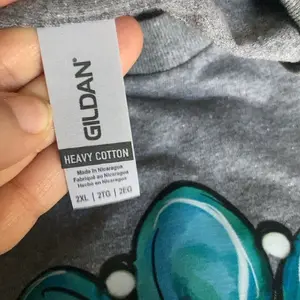 GILDAN®
HEAVY COTTON
Made in Nicaragua
Fabriqué au Nicaragua
Hecho en Nicaragua
2XL | 2TG | 2EG